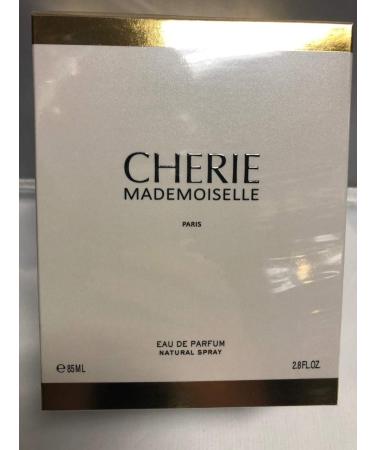 CHERIE
MADEMOISELLE
PARIS
EAU DE PARFUM
NATURAL SPRAY
℮ 85ML 2.8FL.OZ